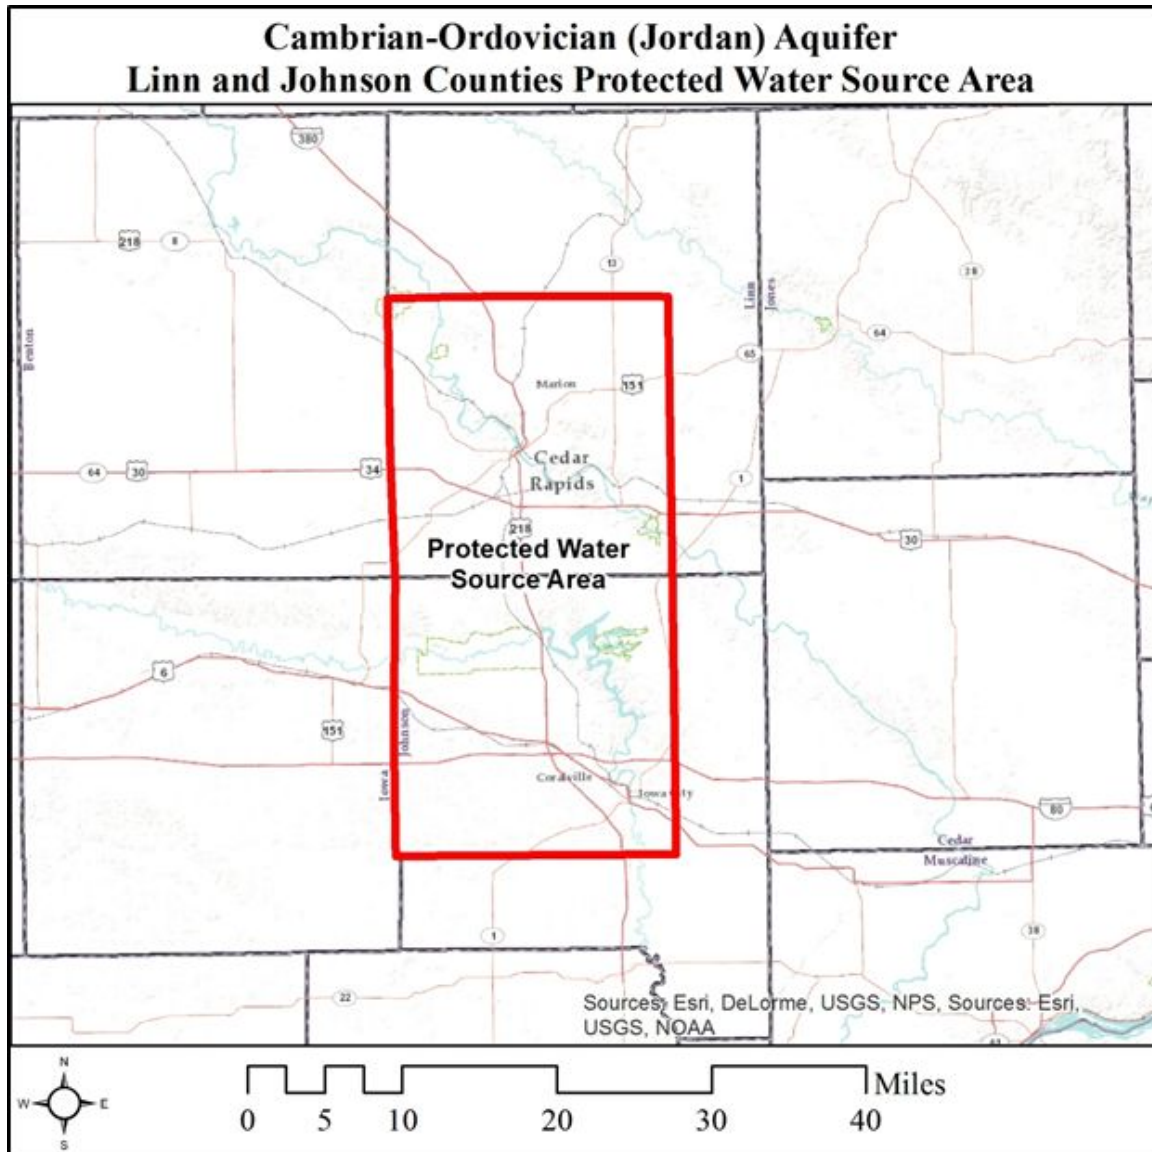 Cambrian-Ordovician (Jordan) Aquifer
Linn and Johnson Counties Protected Water Source Area
380
218
8
13
38
Linn
Jones
Benton
64
65
Marion
151
64
30
34
Cedar
Rapids
1
218
30
Protected Water
Source Area
6
151
Johnson
Iowa
Coralville
Iowa City
80
Cedar
Muscatine
1
38
22
Sources: Esri, DeLorme, USGS, NPS, Sources: Esri,
USGS, NOAA
N
W E
S
0 5 10 20 30 40
Miles